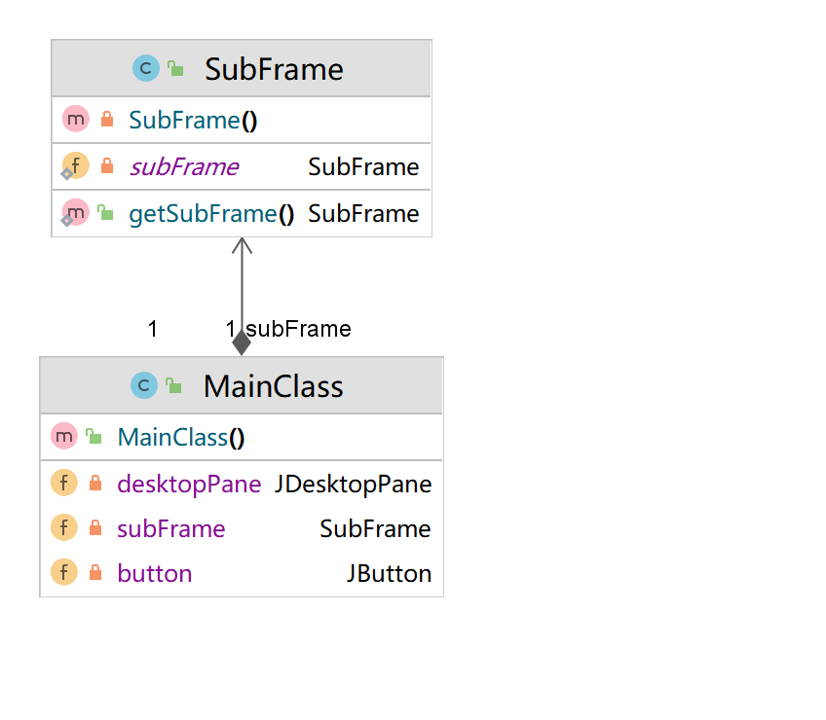 C SubFrame
m SubFrame()
f subFrame SubFrame
m getSubFrame() SubFrame
1 1 subFrame
C MainClass
m MainClass()
f desktopPane JDesktopPane
f subFrame SubFrame
f button JButton